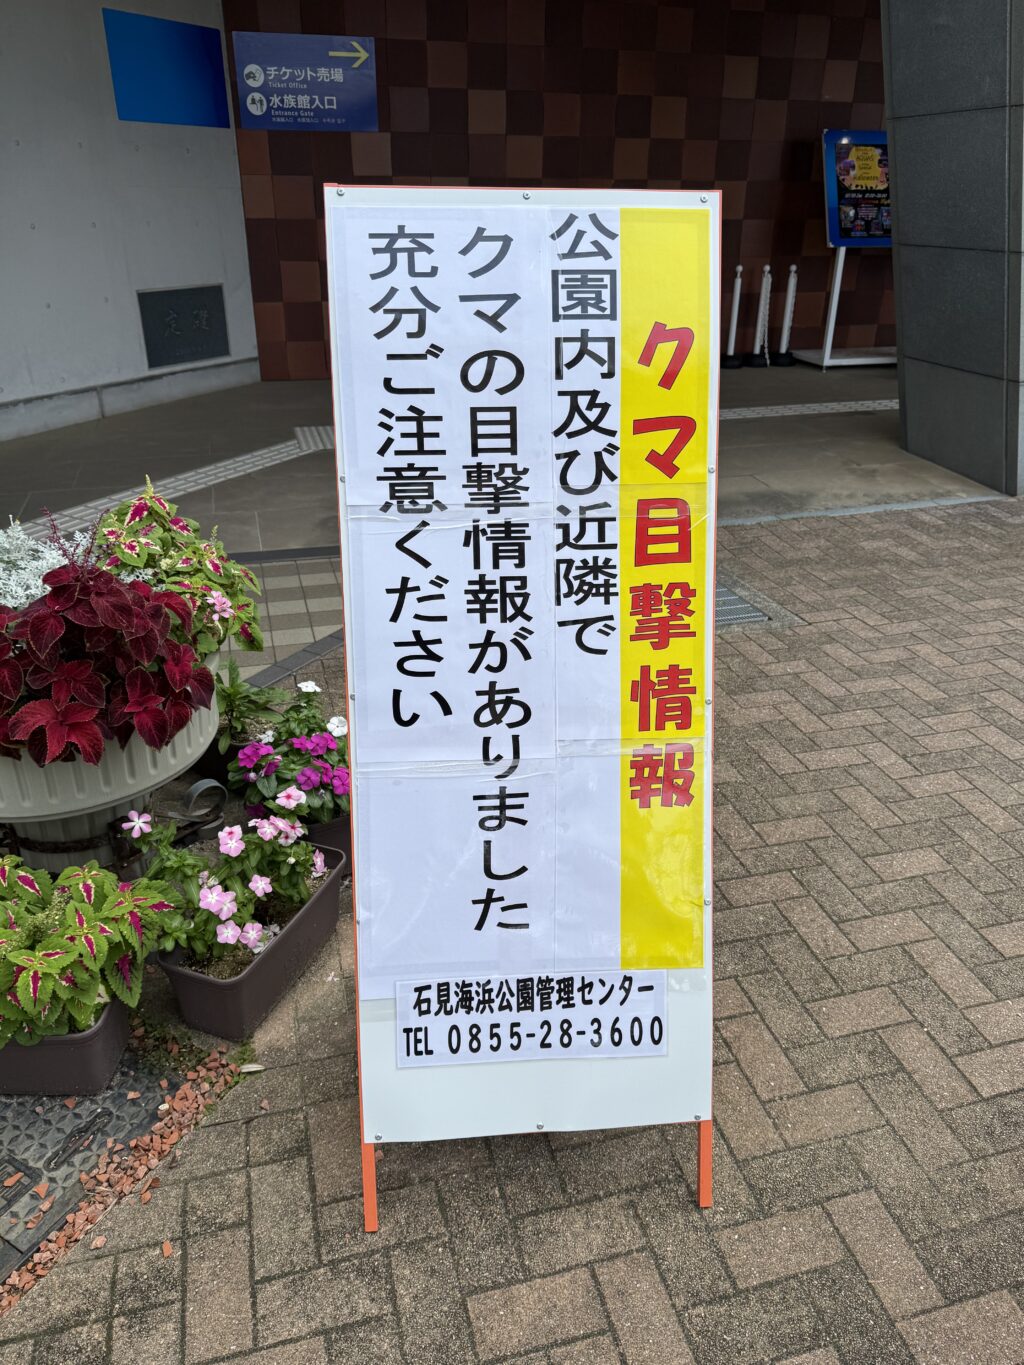 チケット売場
Ticket Office
水族館入口
Entrance Gate
定礎
クマ目撃情報
公園内及び近隣で
クマの目撃情報がありました
充分ご注意ください
石見海浜公園管理センター
TEL 0855-28-3600